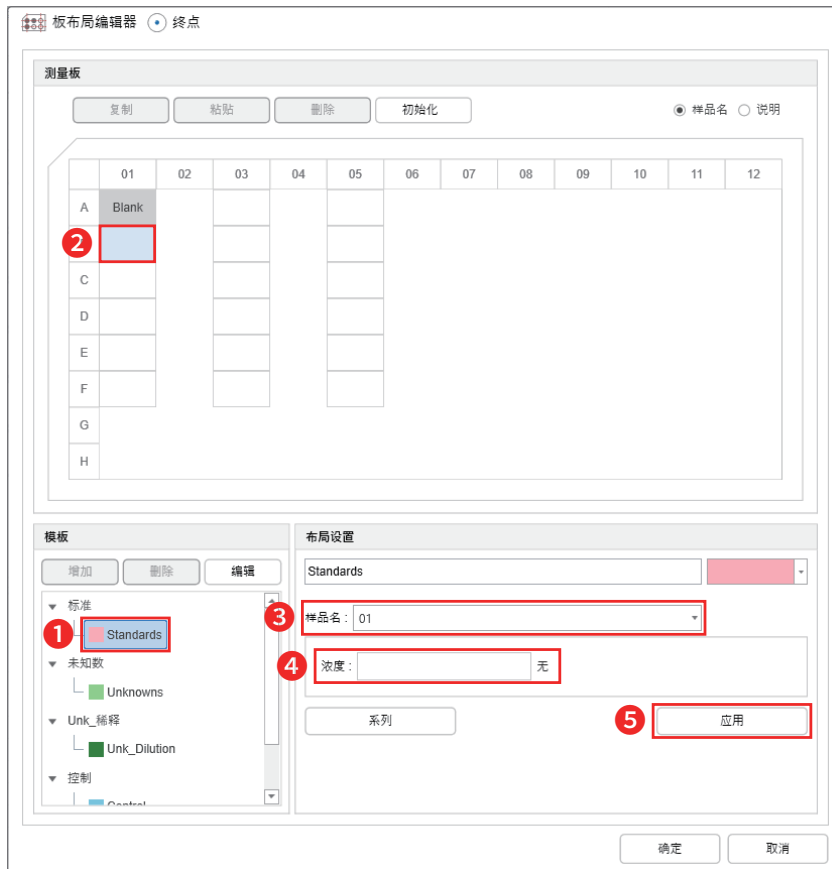 板布局编辑器 终点
测量板
复制 粘贴 删除 初始化 样品名 说明
01 02 03 04 05 06 07 08 09 10 11 12
A Blank
2
C
D
E
F
G
H
模板 布局设置
增加 删除 编辑 Standards
标准
3 样品名： 01
1 Standards
未知数 4 浓度： 无
Unknowns
Unk_稀释 系列 5 应用
Unk_Dilution
控制
Control
确定 取消